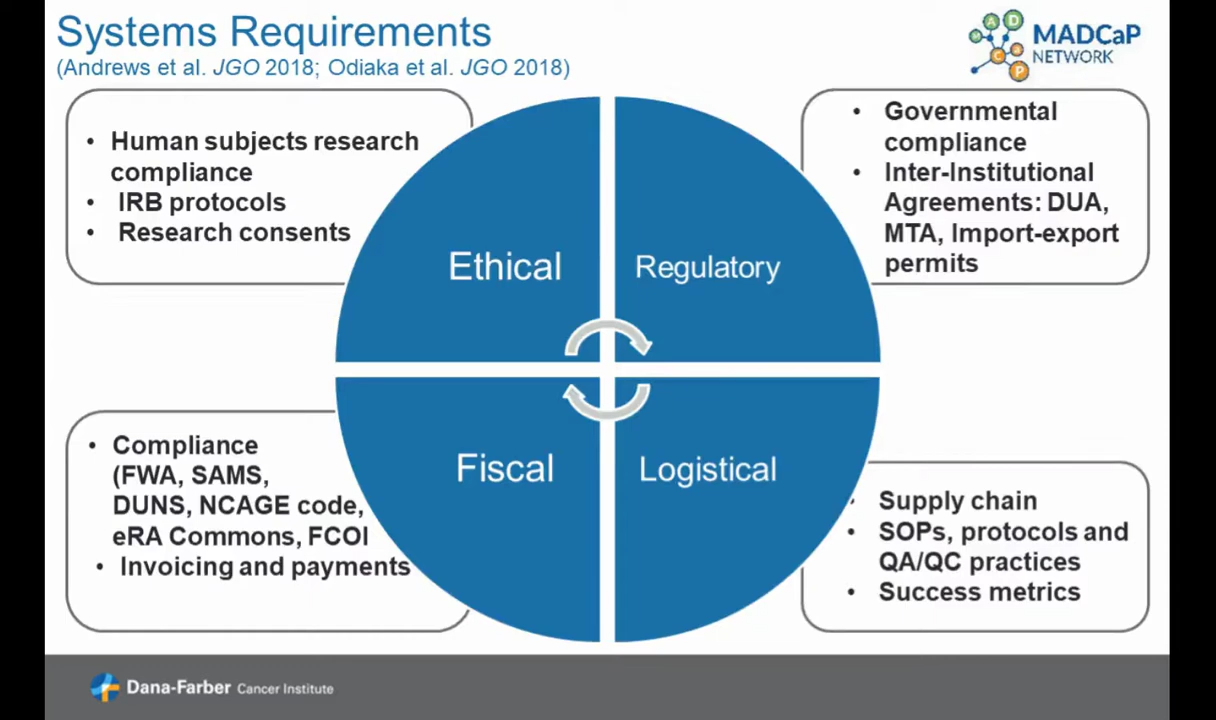 Systems Requirements
(Andrews et al. JGO 2018; Odiaka et al. JGO 2018)
M A D C a P
MADCaP
NETWORK
• Human subjects research
compliance
• IRB protocols
• Research consents
Ethical
Regulatory
• Governmental
compliance
• Inter-Institutional
Agreements: DUA,
MTA, Import-export
permits
• Compliance
(FWA, SAMS,
DUNS, NCAGE code,
eRA Commons, FCOI
• Invoicing and payments
Fiscal
Logistical
• Supply chain
• SOPs, protocols and
QA/QC practices
• Success metrics
Dana-Farber Cancer Institute